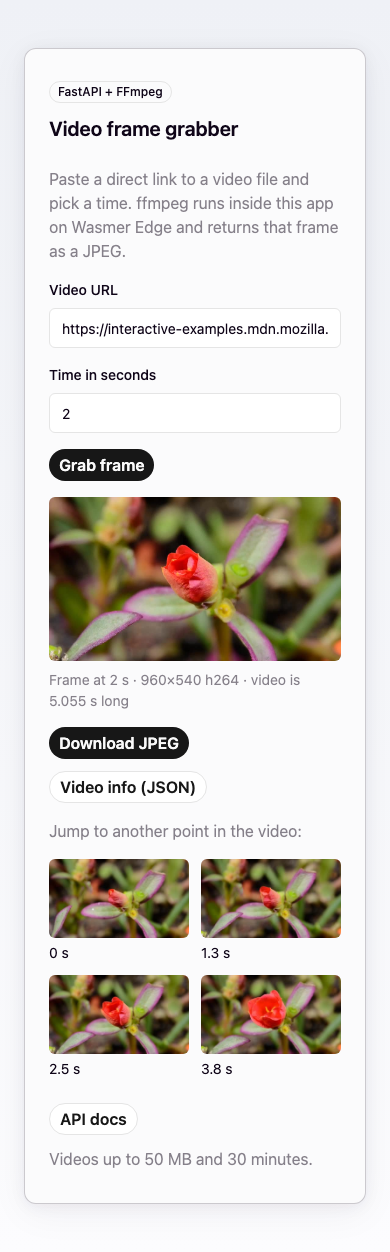 FastAPI + FFmpeg
Video frame grabber
Paste a direct link to a video file and
pick a time. ffmpeg runs inside this app
on Wasmer Edge and returns that frame
as a JPEG.
Video URL
https://interactive-examples.mdn.mozilla.
Time in seconds
2
Grab frame
Frame at 2 s · 960×540 h264 · video is
5.055 s long
Download JPEG
Video info (JSON)
Jump to another point in the video:
0 s
1.3 s
2.5 s
3.8 s
API docs
Videos up to 50 MB and 30 minutes.